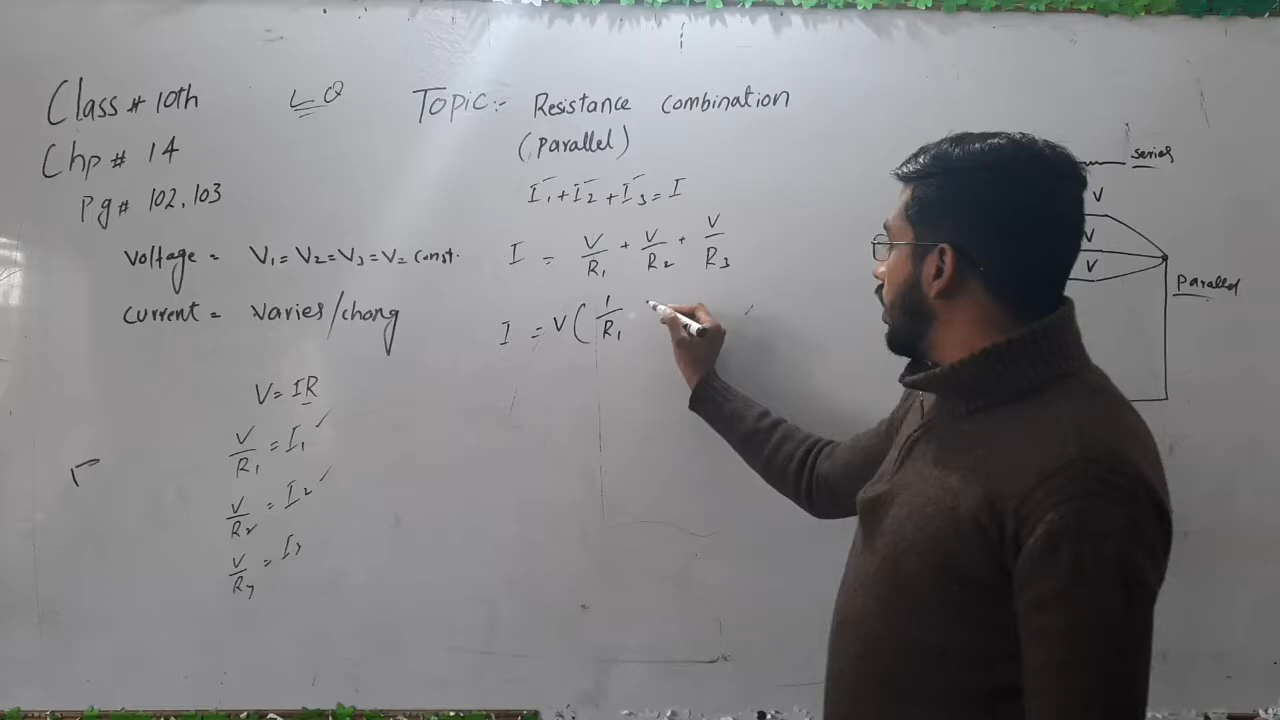 Class # 10th
Chp # 14
Pg # 102, 103
LO
Topic:- Resistance combination
(parallel)
I₁ + I₂ + I₃ = I
Voltage = V₁ = V₂ = V₃ = V = const.
I = V/R₁ + V/R₂ + V/R₃
current = varies/chang
I = V ( 1/R₁
V = IR
V/R₁ = I₁ ✓
V/R₂ = I₂ ✓
V/R₃ = I₃
series
V
V
V
Parallel